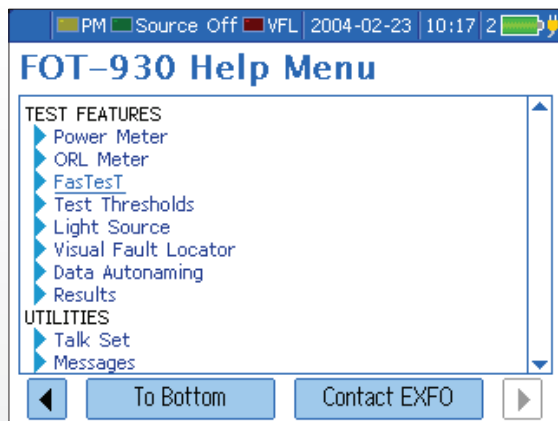 PM Source Off VFL 2004-02-23 10:17 2
FOT-930 Help Menu
TEST FEATURES
Power Meter
ORL Meter
FasTesT
Test Thresholds
Light Source
Visual Fault Locator
Data Autonaming
Results
UTILITIES
Talk Set
Messages
To Bottom Contact EXFO